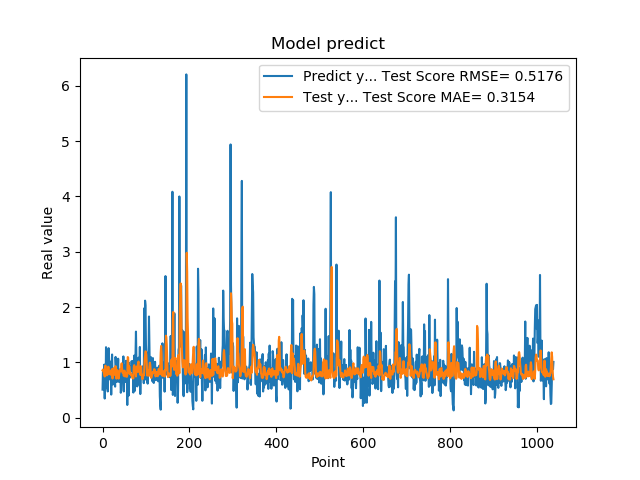 Model predict
Predict y... Test Score RMSE= 0.5176
Test y... Test Score MAE= 0.3154
Real value
6
5
4
3
2
1
0
0 200 400 600 800 1000
Point